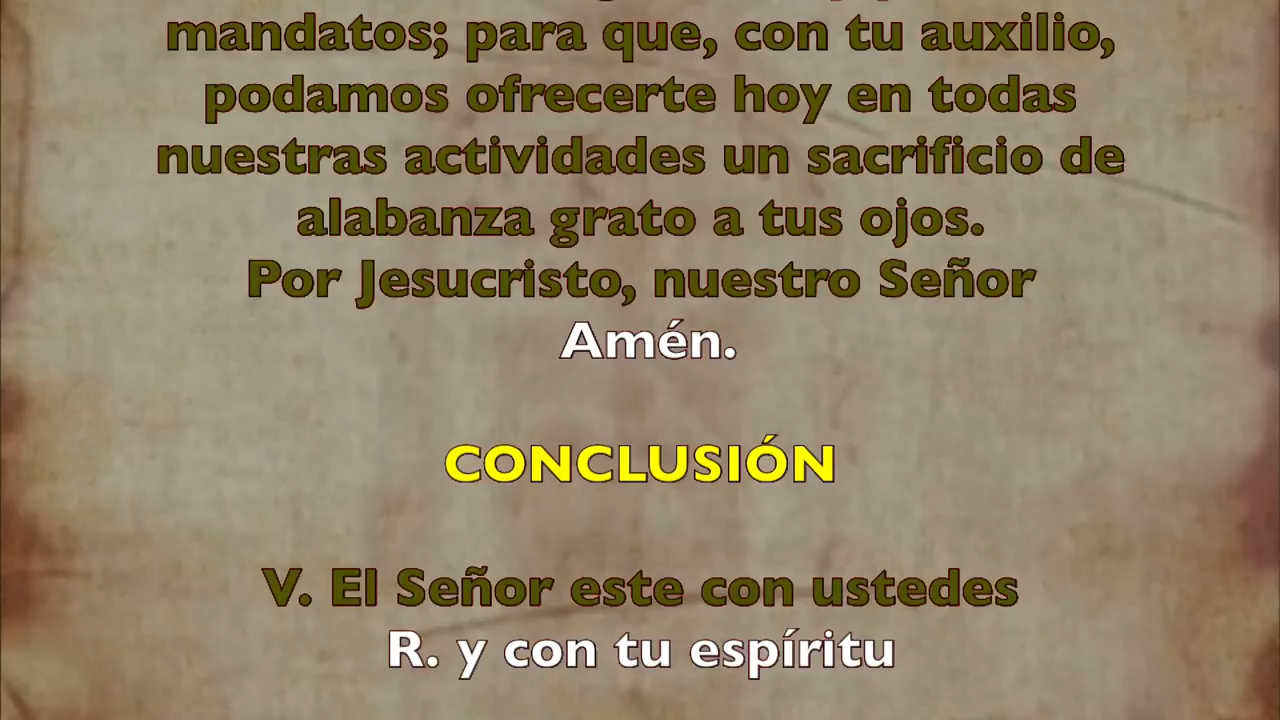 mandatos; para que, con tu auxilio,
podamos ofrecerte hoy en todas
nuestras actividades un sacrificio de
alabanza grato a tus ojos.
Por Jesucristo, nuestro Señor
Amén.
CONCLUSIÓN
V. El Señor este con ustedes
R. y con tu espíritu